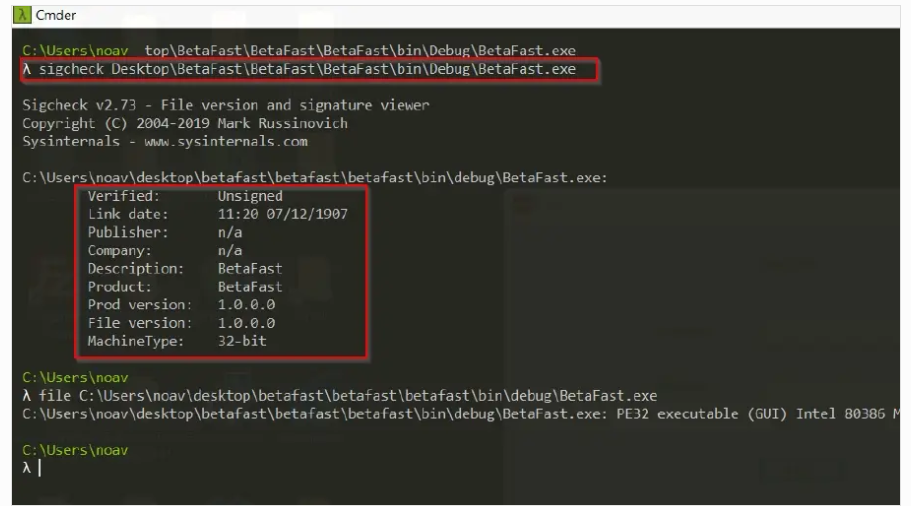 λ Cmder
C:\Users\noav top\BetaFast\BetaFast\BetaFast\bin\Debug\BetaFast.exe
λ sigcheck Desktop\BetaFast\BetaFast\BetaFast\bin\Debug\BetaFast.exe
Sigcheck v2.73 - File version and signature viewer
Copyright (C) 2004-2019 Mark Russinovich
Sysinternals - www.sysinternals.com
C:\Users\noav\desktop\betafast\betafast\betafast\bin\debug\BetaFast.exe:
Verified: Unsigned
Link date: 11:20 07/12/1907
Publisher: n/a
Company: n/a
Description: BetaFast
Product: BetaFast
Prod version: 1.0.0.0
File version: 1.0.0.0
MachineType: 32-bit
C:\Users\noav
λ file C:\Users\noav\desktop\betafast\betafast\betafast\bin\debug\BetaFast.exe
C:\Users\noav\desktop\betafast\betafast\betafast\bin\debug\BetaFast.exe: PE32 executable (GUI) Intel 80386 M
C:\Users\noav
λ